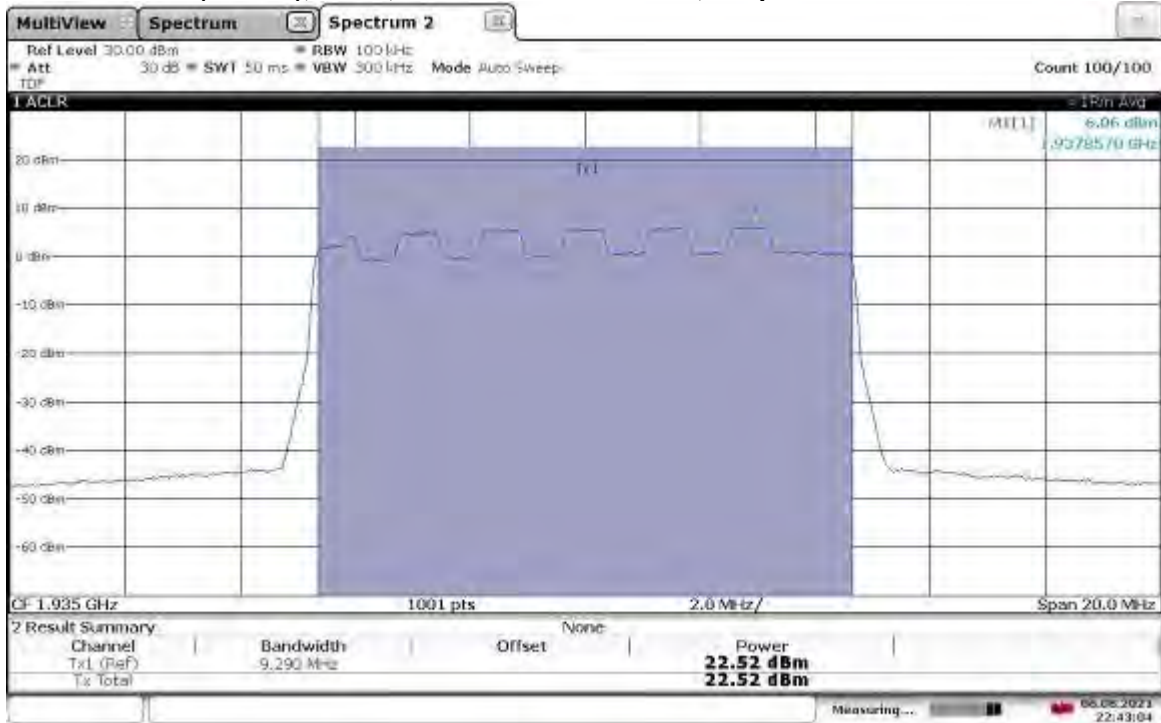 MultiView Spectrum Spectrum 2
Ref Level 30.00 dBm RBW 100 kHz
Att 30 dB SWT 50 ms VBW 300 kHz Mode Auto Sweep Count 100/100
TDF
1 ACLR 1Rm Avg
M1[1] 6.06 dBm
1.9378570 GHz
20 dBm
Tx1
10 dBm
0 dBm
-10 dBm
-20 dBm
-30 dBm
-40 dBm
-50 dBm
-60 dBm
CF 1.935 GHz 1001 pts 2.0 MHz/ Span 20.0 MHz
2 Result Summary None
Channel Bandwidth Offset Power
Tx1 (Ref) 9.290 MHz 22.52 dBm
Tx Total 22.52 dBm
Measuring... 06.08.2021
22:43:04